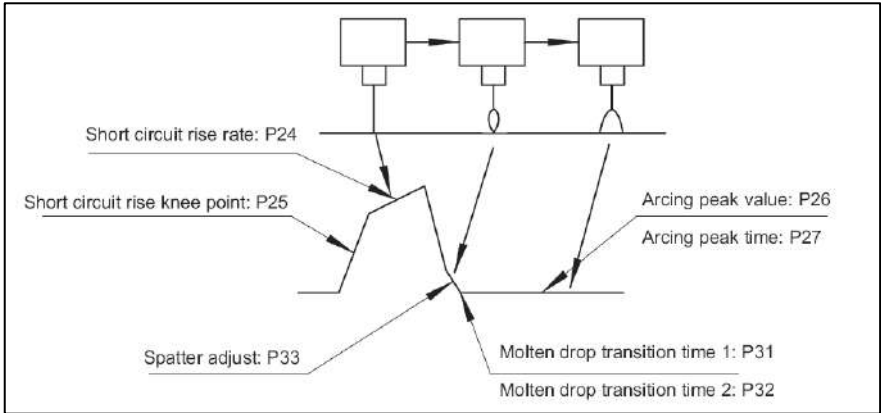 Short circuit rise rate: P24
Short circuit rise knee point: P25
Arcing peak value: P26
Arcing peak time: P27
Spatter adjust: P33
Molten drop transition time 1: P31
Molten drop transition time 2: P32